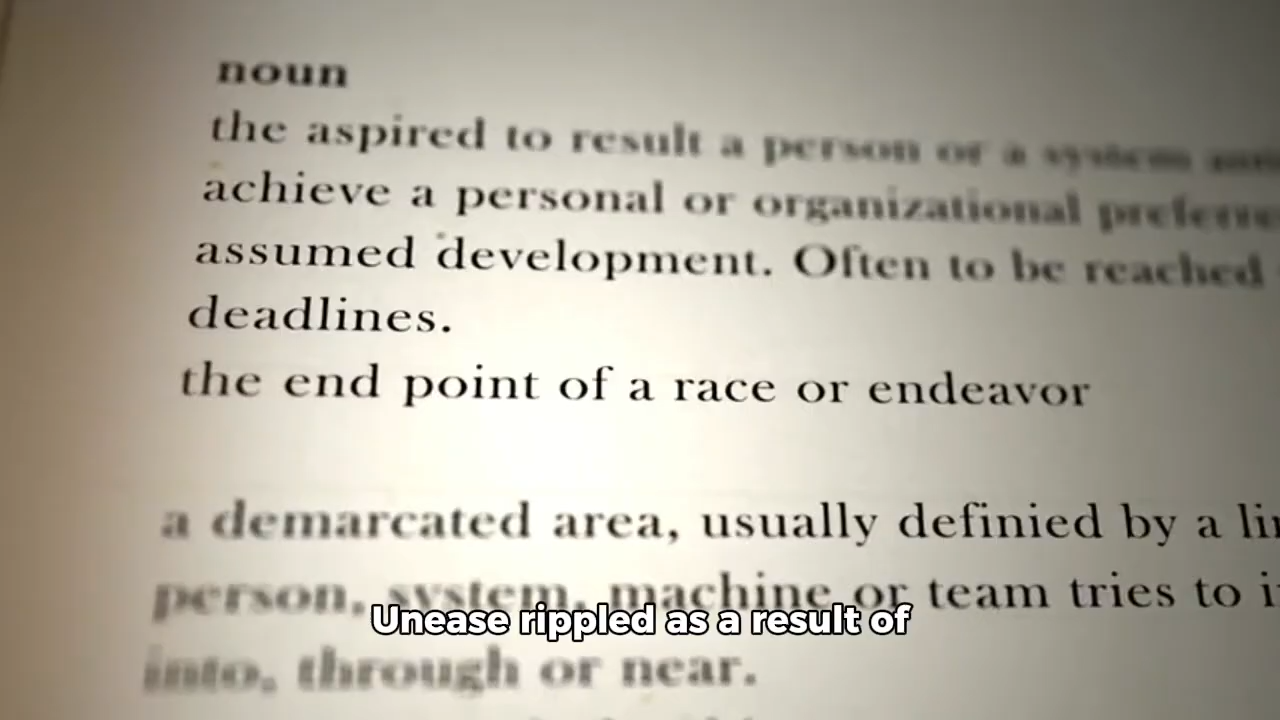 noun
the aspired to result a person or a system
achieve a personal or organizational
assumed development. Often to be reached
deadlines.
the end point of a race or endeavor
a demarcated area, usually definied by a
person, system, machine or team tries to
Unease rippled as a result of
into, through or near.